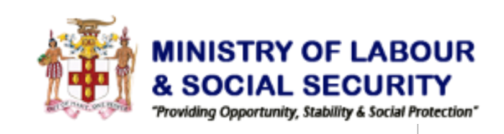 MINISTRY OF LABOUR
& SOCIAL SECURITY
"Providing Opportunity, Stability & Social Protection"